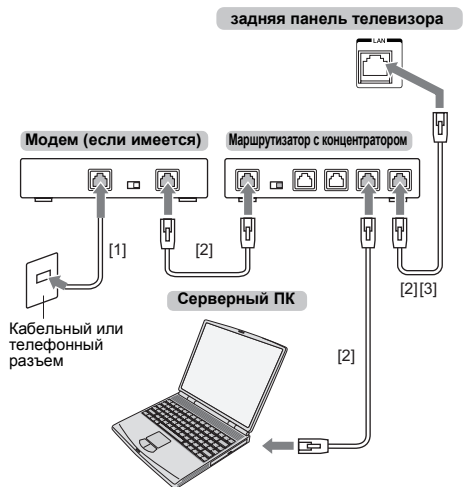 задняя панель телевизора
LAN
Модем (если имеется)
Маршрутизатор с концентратором
[1]
[2]
[2][3]
Серверный ПК
Кабельный или
телефонный
разъем
[2]